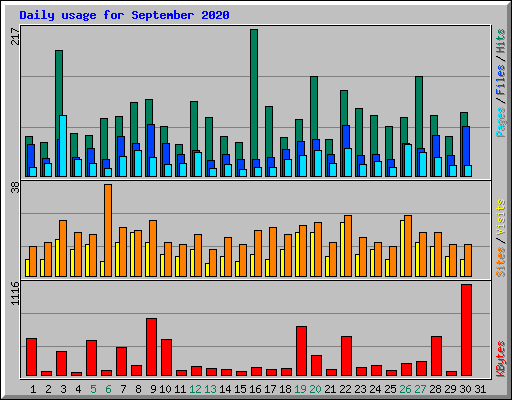 Daily usage for September 2020
217
Pages / Files / Hits
38
Sites / Visits
1116
KBytes
1 2 3 4 5 6 7 8 9 10 11 12 13 14 15 16 17 18 19 20 21 22 23 24 25 26 27 28 29 30 31